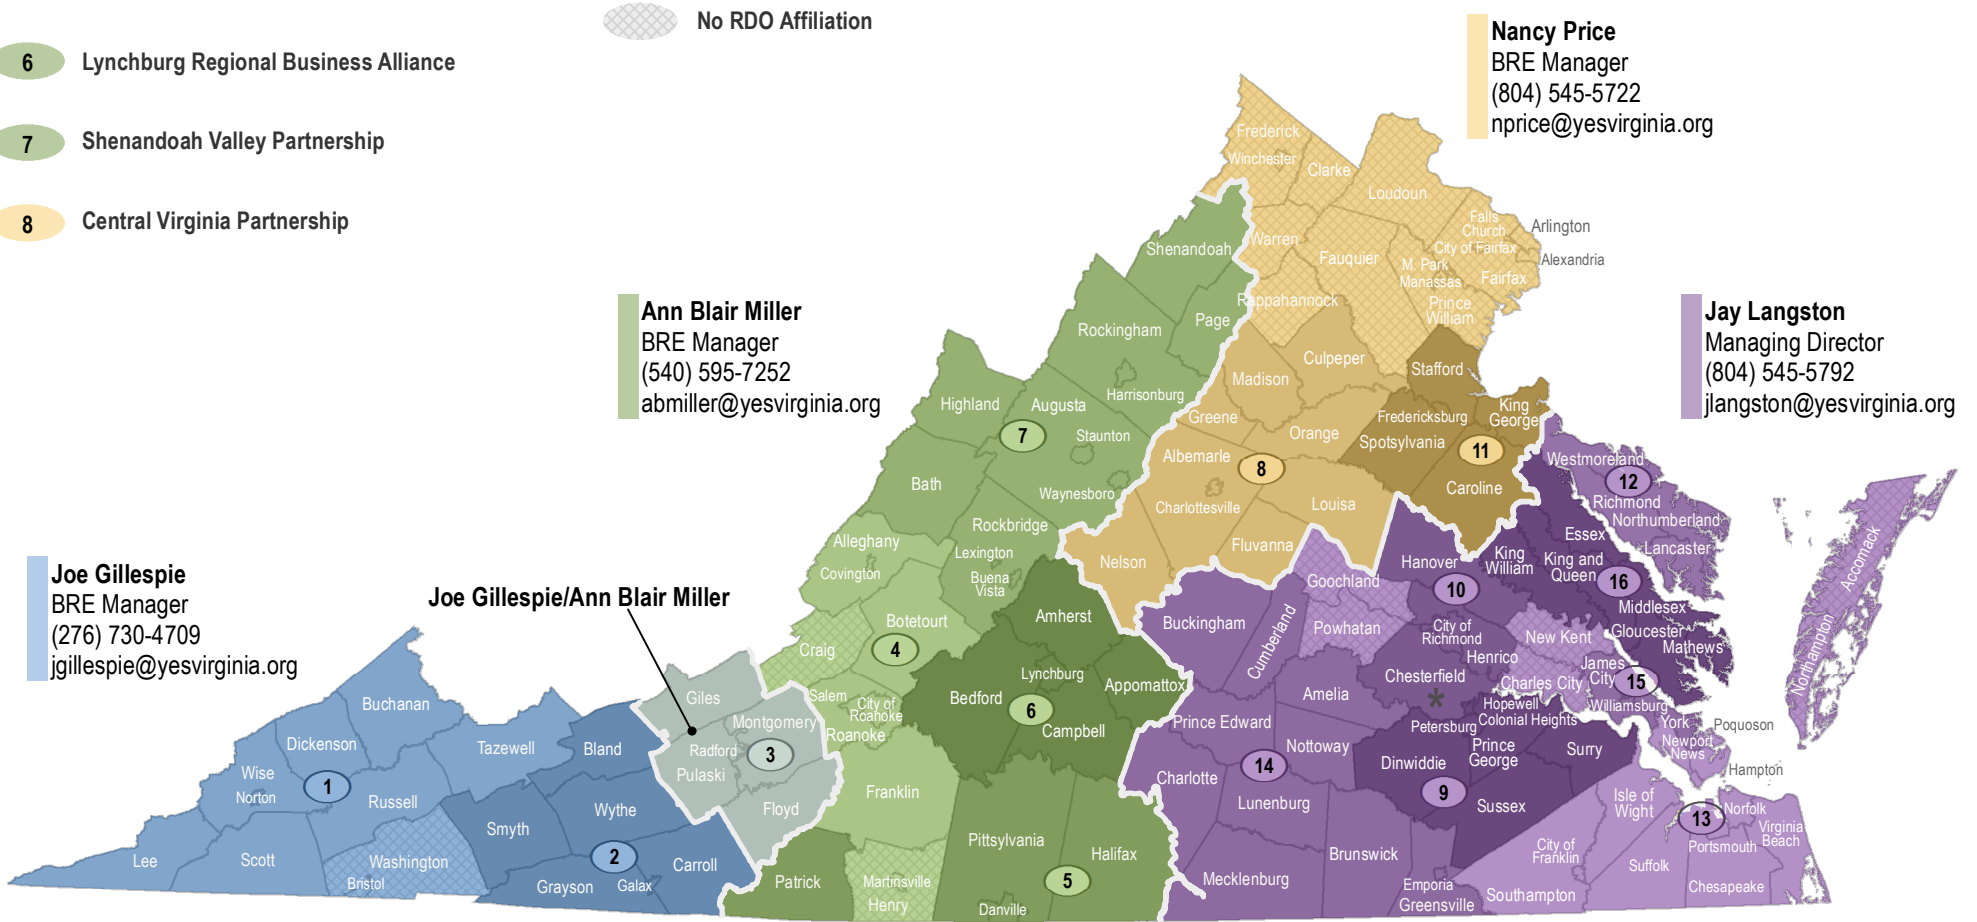 No RDO Affiliation
6 Lynchburg Regional Business Alliance
7 Shenandoah Valley Partnership
8 Central Virginia Partnership
Nancy Price
BRE Manager
(804) 545-5722
nprice@yesvirginia.org
Ann Blair Miller
BRE Manager
(540) 595-7252
abmiller@yesvirginia.org
Jay Langston
Managing Director
(804) 545-5792
jlangston@yesvirginia.org
Joe Gillespie
BRE Manager
(276) 730-4709
jgillespie@yesvirginia.org
Joe Gillespie/Ann Blair Miller
Frederick
Winchester
Clarke
Loudoun
Falls
Church
Arlington
City of Fairfax
Alexandria
Warren
Fauquier
M. Park
Manassas
Fairfax
Rappahannock
Prince
William
Culpeper
Madison
Stafford
Greene
Orange
Fredericksburg
King
George
Spotsylvania
11
Albemarle
8
Caroline
Charlottesville
Louisa
Nelson
Fluvanna
Shenandoah
Page
Rockingham
Harrisonburg
Highland
Augusta
7
Staunton
Bath
Waynesboro
Rockbridge
Alleghany
Lexington
Covington
Buena
Vista
Botetourt
Amherst
Craig
4
Lynchburg
Appomattox
Salem
City of
Roanoke
Roanoke
Bedford
6
Campbell
Franklin
Pittsylvania
Halifax
Patrick
Martinsville
Henry
5
Danville
Giles
Montgomery
Radford
3
Pulaski
Floyd
Buchanan
Dickenson
Tazewell
Bland
Wise
Norton
1
Russell
Wythe
Smyth
Lee
Scott
Washington
Bristol
2
Carroll
Grayson
Galax
Westmoreland
12
Richmond
Northumberland
Lancaster
Essex
King
William
King and
Queen
16
Middlesex
Gloucester
Mathews
Hanover
10
Goochland
Powhatan
City of
Richmond
Henrico
New Kent
James
City
15
Charles City
Williamsburg
Chesterfield
*
Hopewell
Colonial Heights
Petersburg
York
Poquoson
Newport
News
Hampton
Buckingham
Cumberland
Amelia
Prince Edward
Nottoway
Charlotte
14
Lunenburg
Dinwiddie
9
Prince
George
Surry
Sussex
Brunswick
Mecklenburg
Emporia
Greensville
Isle of
Wight
13
Norfolk
Virginia
Beach
Portsmouth
City of
Franklin
Suffolk
Southampton
Chesapeake
Accomack
Northampton